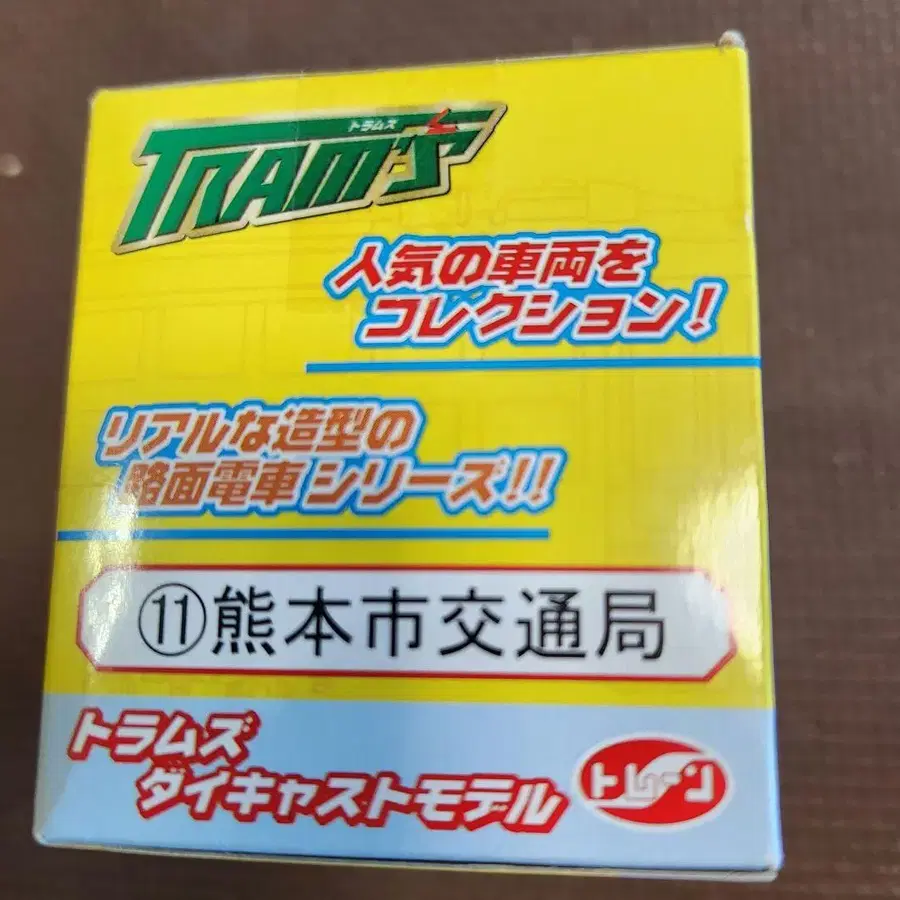 トラムズ
TRAM'S
人気の車両を
コレクション!
リアルな造型の
路面電車シリーズ!!
⑪熊本市交通局
トラムズ
ダイキャストモデル
トレーン